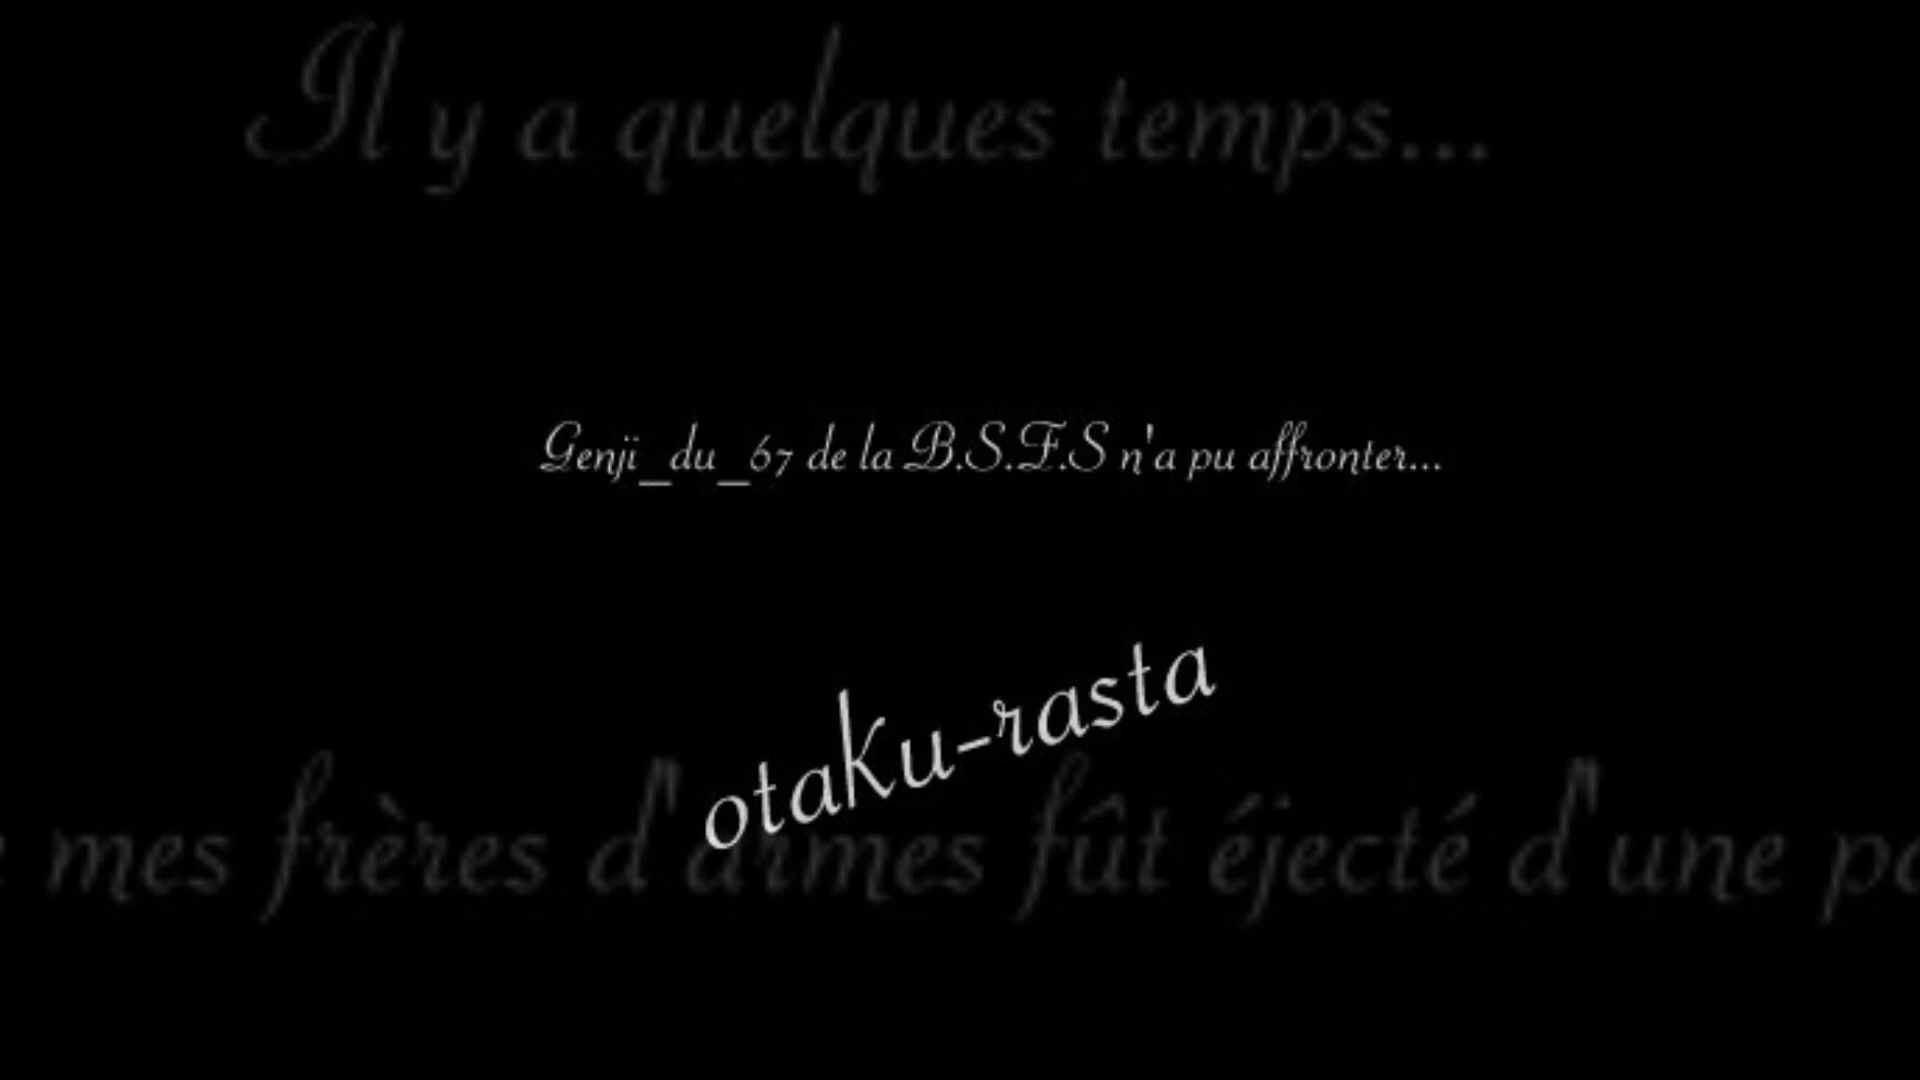 Il y a quelques temps...
Genji_du_67 de la B.S.F.S n'a pu affronter...
otaku-rasta
mes frères d'armes fût éjecté d'une